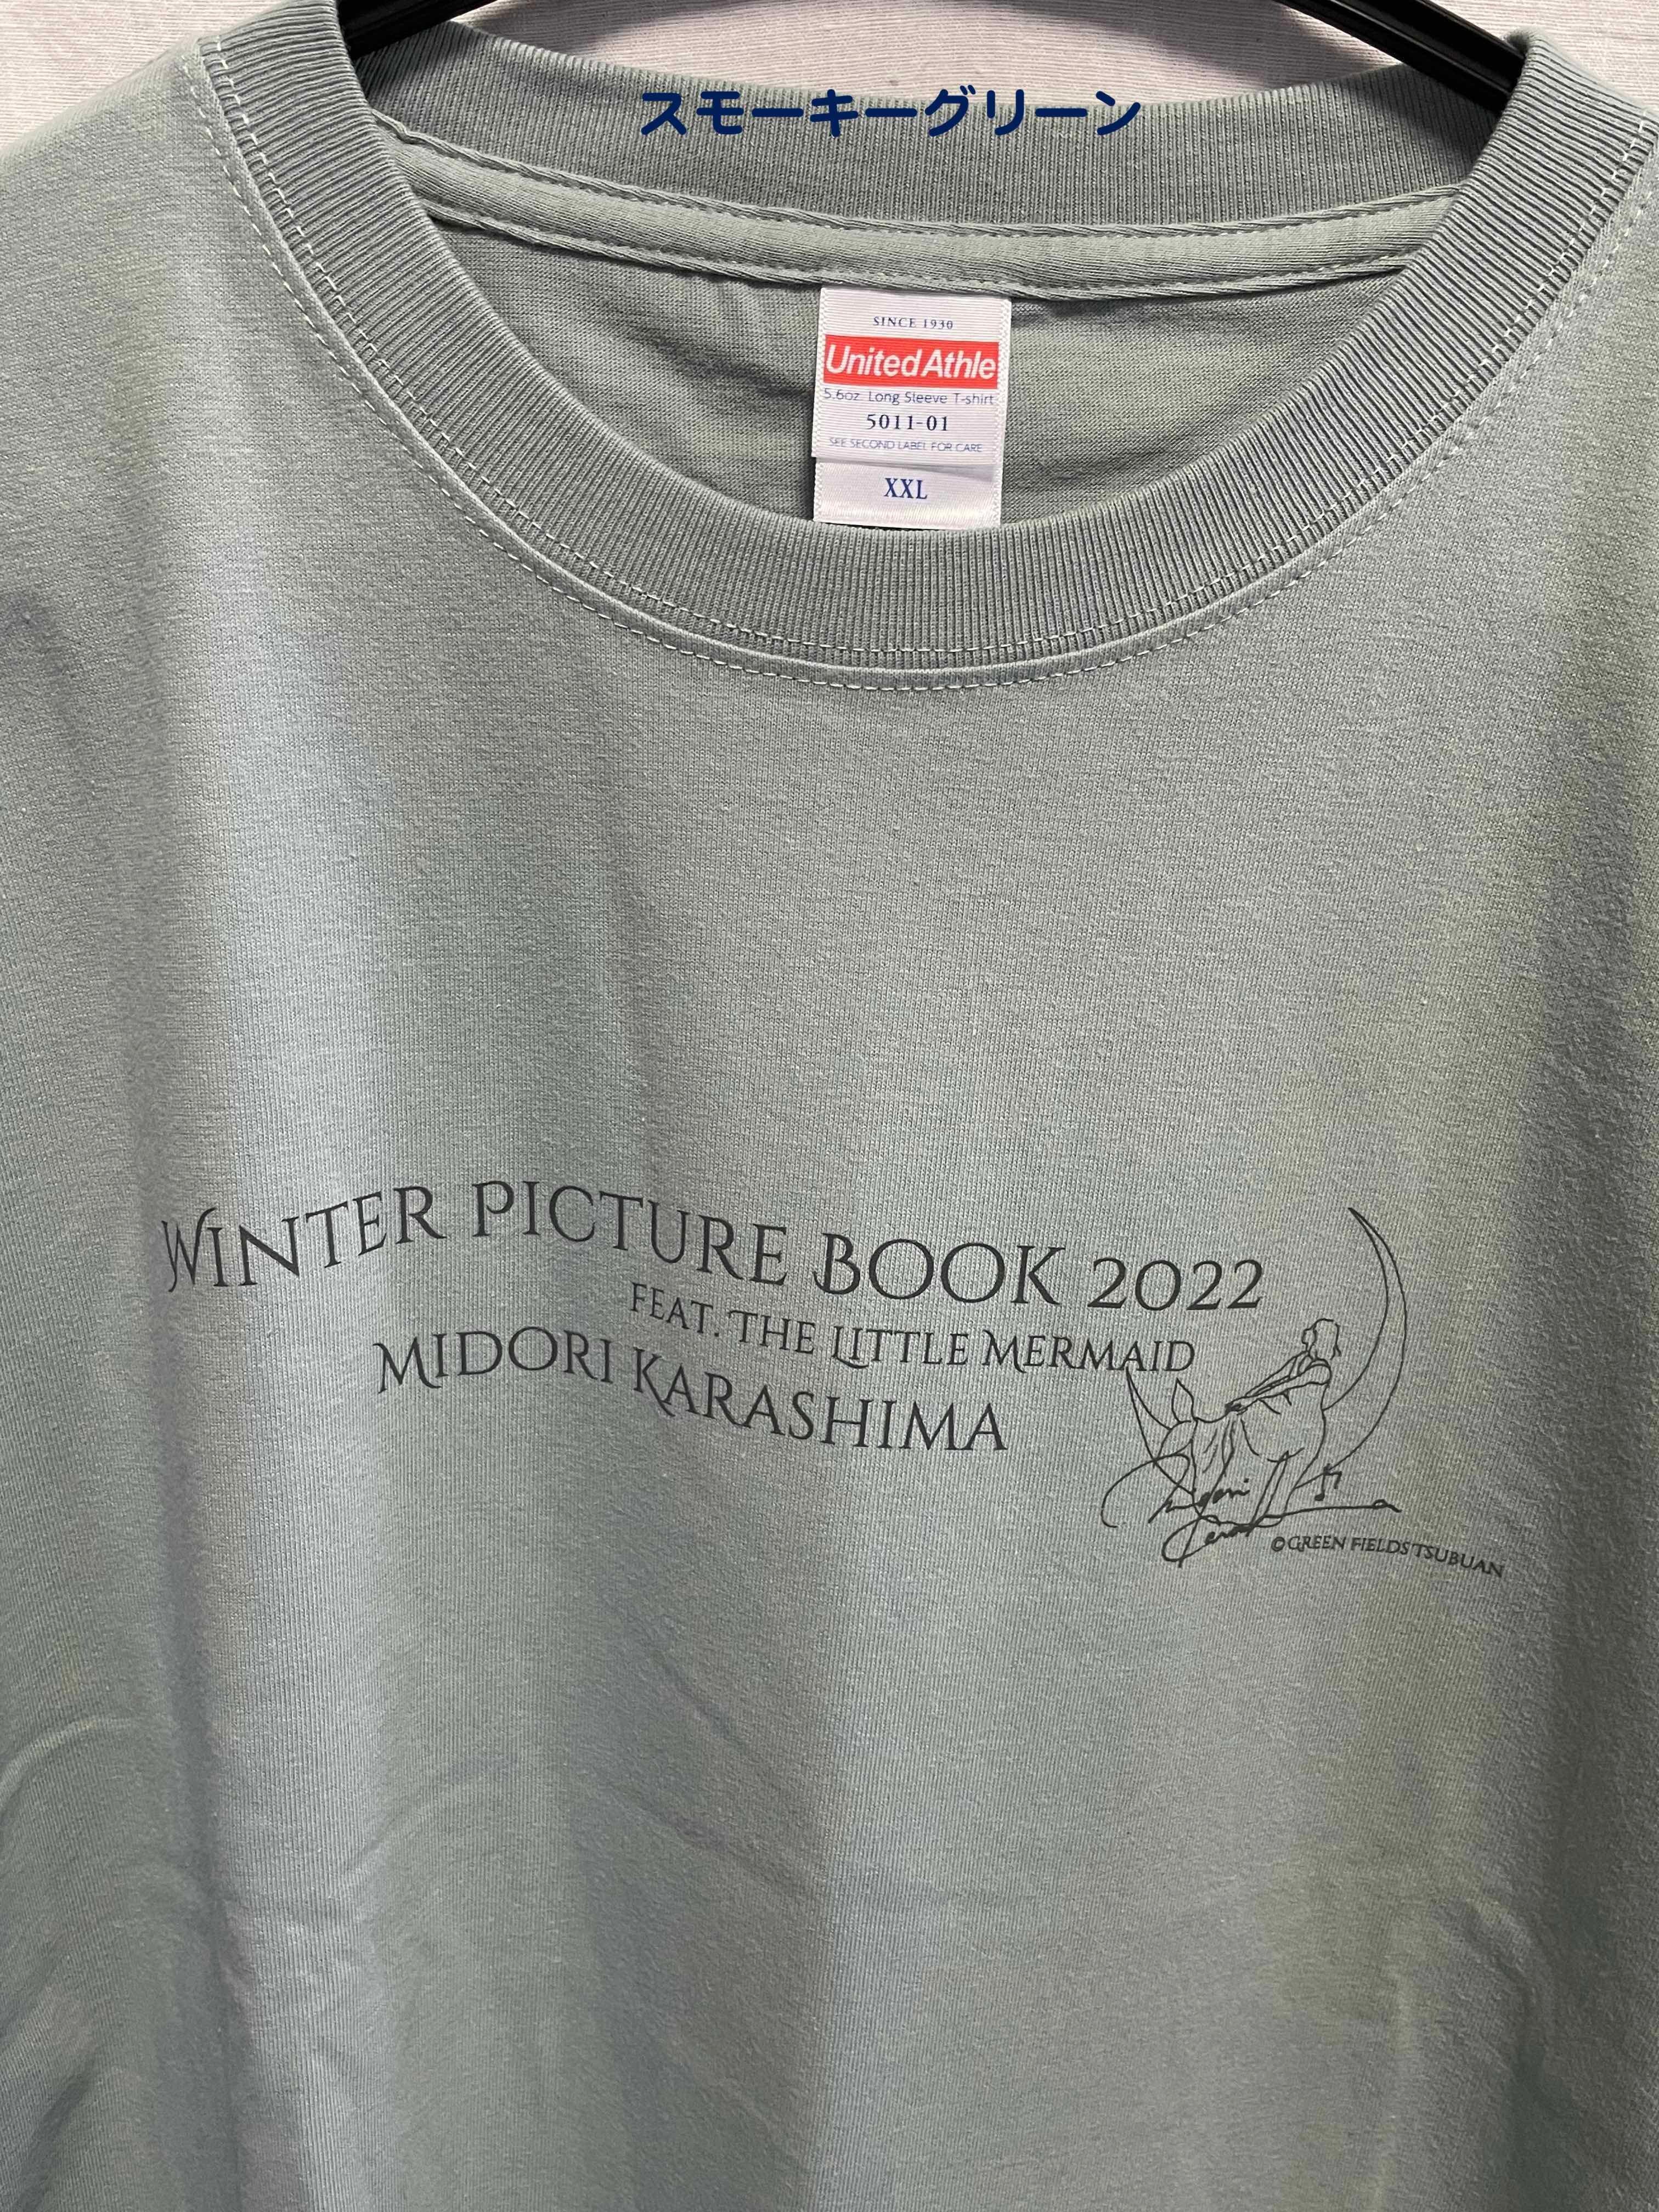 スモーキーグリーン
SINCE 1930
United Athle
5.6oz. Long Sleeve T-shirt
5011-01
SEE SECOND LABEL FOR CARE
XXL
WINTER PICTURE BOOK 2022
FEAT. THE LITTLE MERMAID
MIDORI KARASHIMA
Midori
©GREEN FIELDS TSUBUAN